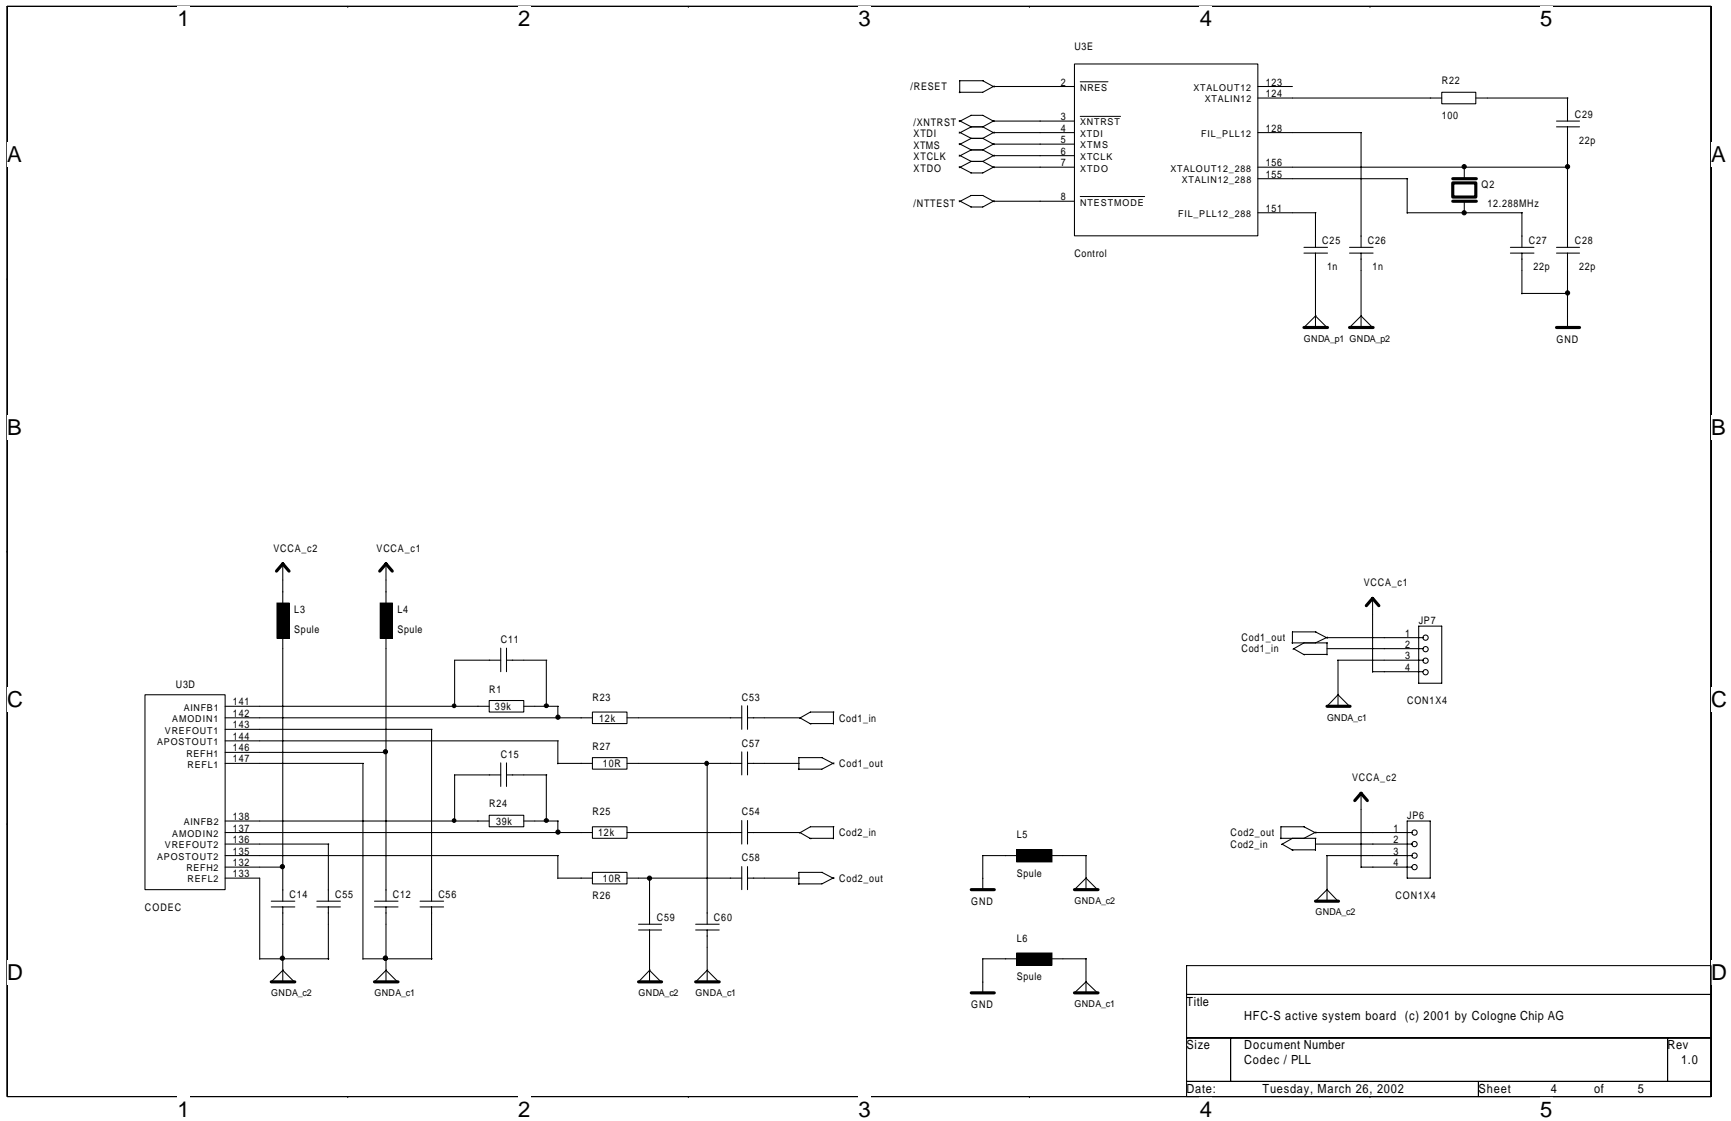 1 2 3 4 5
A A
B B
C C
D D
1 2 3 4 5
U3E
/RESET 2 NRES
/XNTRST 3 XNTRST
XTDI 4 XTDI
XTMS 5 XTMS
XTCLK 6 XTCLK
XTDO 7 XTDO
/NTTEST 8 NTESTMODE
XTALOUT12 123
XTALIN12 124
FIL_PLL12 128
XTALOUT12_288 156
XTALIN12_288 155
FIL_PLL12_288 151
Control
R22
100
C29
22p
Q2
12.288MHz
C25
1n
C26
1n
C27
22p
C28
22p
GNDA_p1 GNDA_p2
GND
VCCA_c2 VCCA_c1
L3
Spule
L4
Spule
U3D
AINFB1 141
AMODIN1 142
VREFOUT1 143
APOSTOUT1 144
REFH1 146
REFL1 147
AINFB2 138
AMODIN2 137
VREFOUT2 136
APOSTOUT2 135
REFH2 132
REFL2 133
CODEC
C11
R1
39k
R23
12k
C53
Cod1_in
R27
10R
C57
Cod1_out
C15
R24
39k
R25
12k
C54
Cod2_in
10R
R26
C58
Cod2_out
C14 C55 C12 C56
C59 C60
GNDA_c2 GNDA_c1
GNDA_c2 GNDA_c1
L5
Spule
GND GNDA_c2
L6
Spule
GND GNDA_c1
VCCA_c1
JP7
Cod1_out 1
Cod1_in 2
3
4
CON1X4
GNDA_c1
VCCA_c2
JP6
Cod2_out 1
Cod2_in 2
3
4
CON1X4
GNDA_c2
Title
HFC-S active system board (c) 2001 by Cologne Chip AG
Size Document Number Rev
Codec / PLL 1.0
Date: Tuesday, March 26, 2002 Sheet 4 of 5